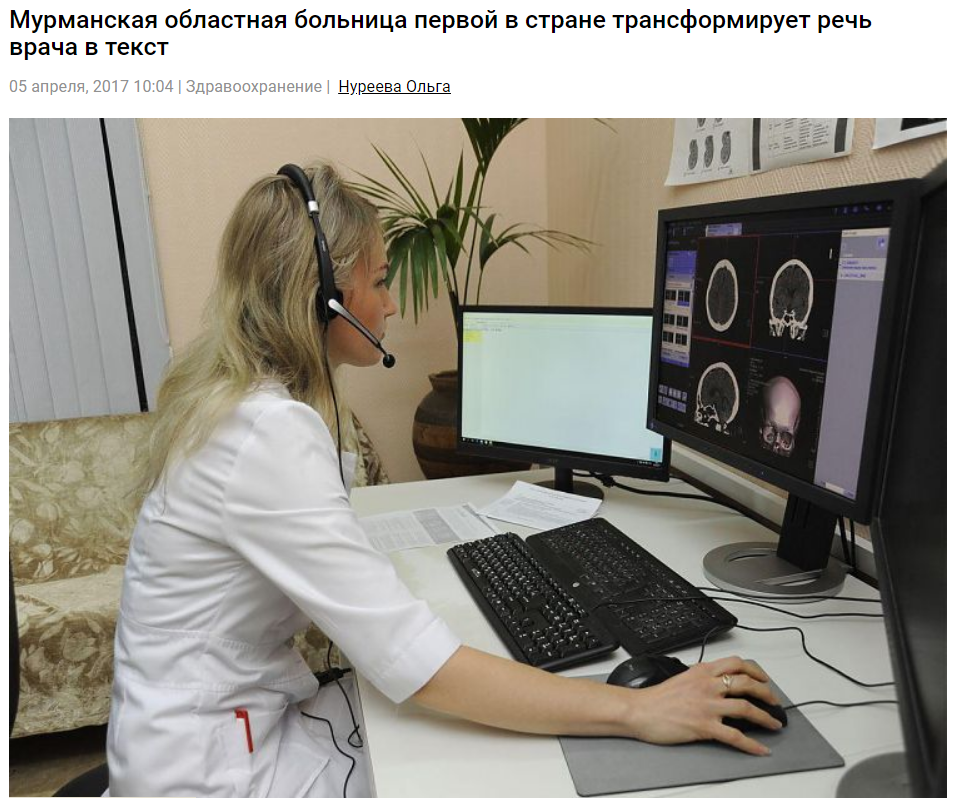 Мурманская областная больница первой в стране трансформирует речь
врача в текст
05 апреля, 2017 10:04 | Здравоохранение | Нуреева Ольга